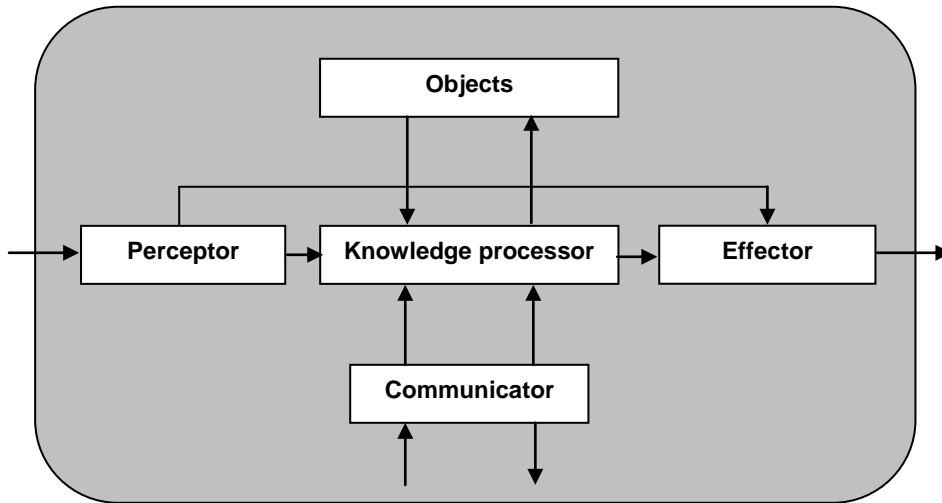 Objects
Perceptor
Knowledge processor
Effector
Communicator